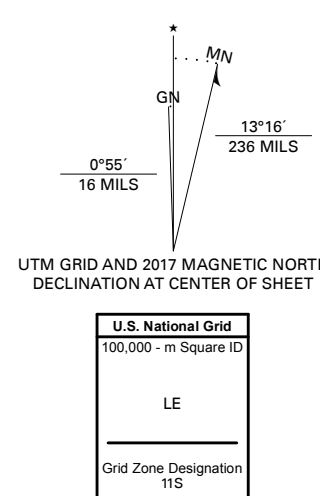 MN
GN
13°16´
236 MILS
0°55´
16 MILS
UTM GRID AND 2017 MAGNETIC NORTH
DECLINATION AT CENTER OF SHEET
U.S. National Grid
100,000 - m Square ID
LE
Grid Zone Designation
11S